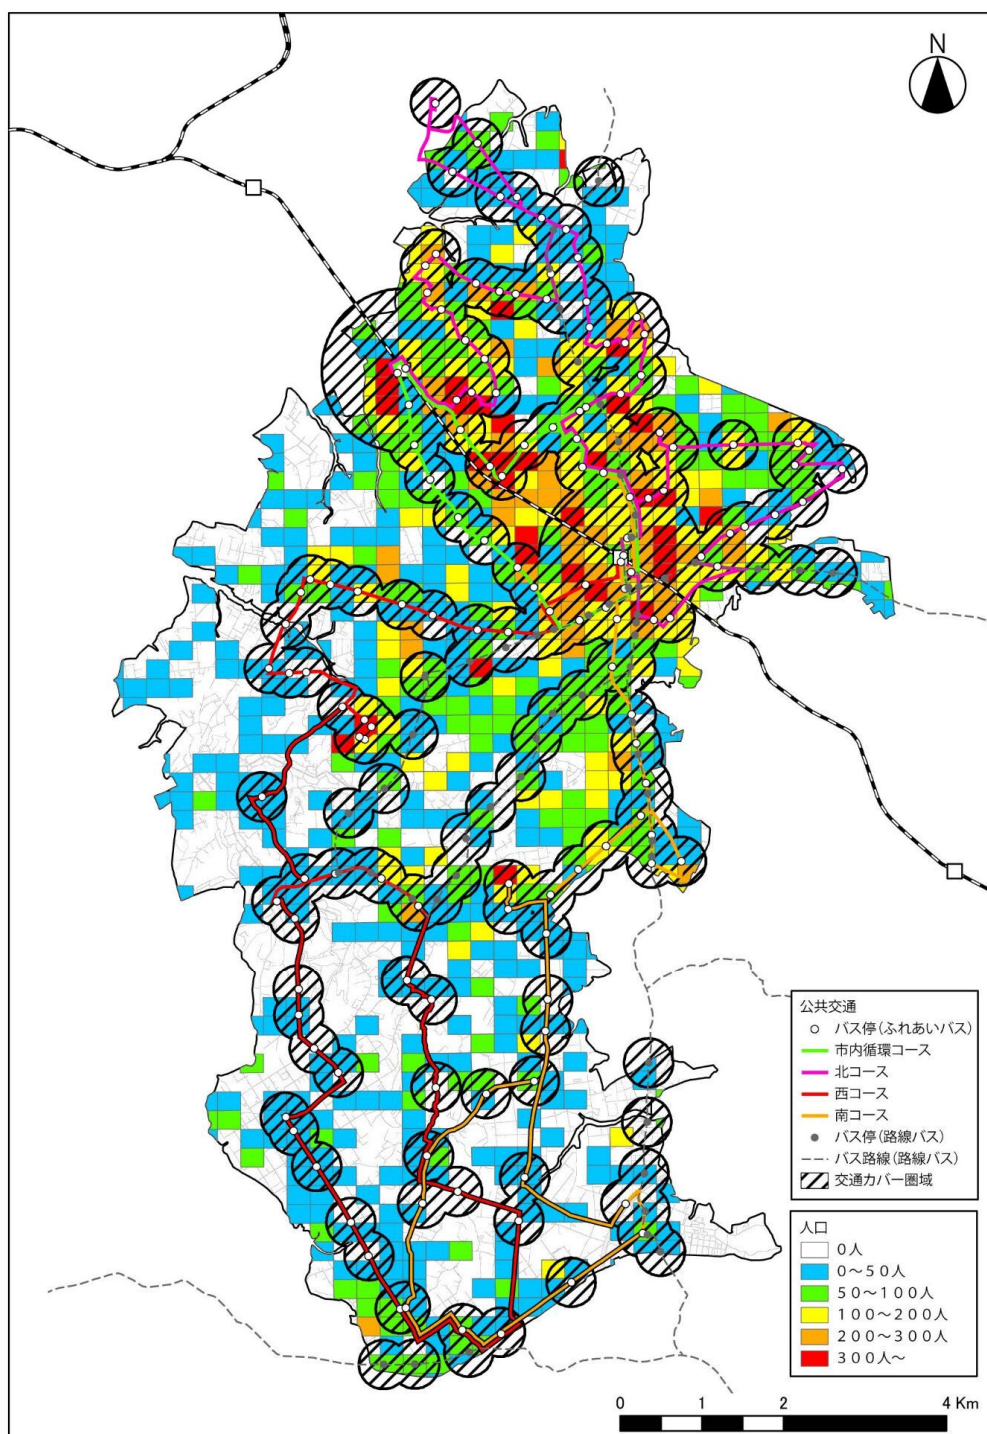 N
公共交通
バス停(ふれあいバス)
市内循環コース
北コース
西コース
南コース
バス停(路線バス)
バス路線(路線バス)
交通カバー圏域
人口
0人
0～50人
50～100人
100～200人
200～300人
300人～
0 1 2 4 Km